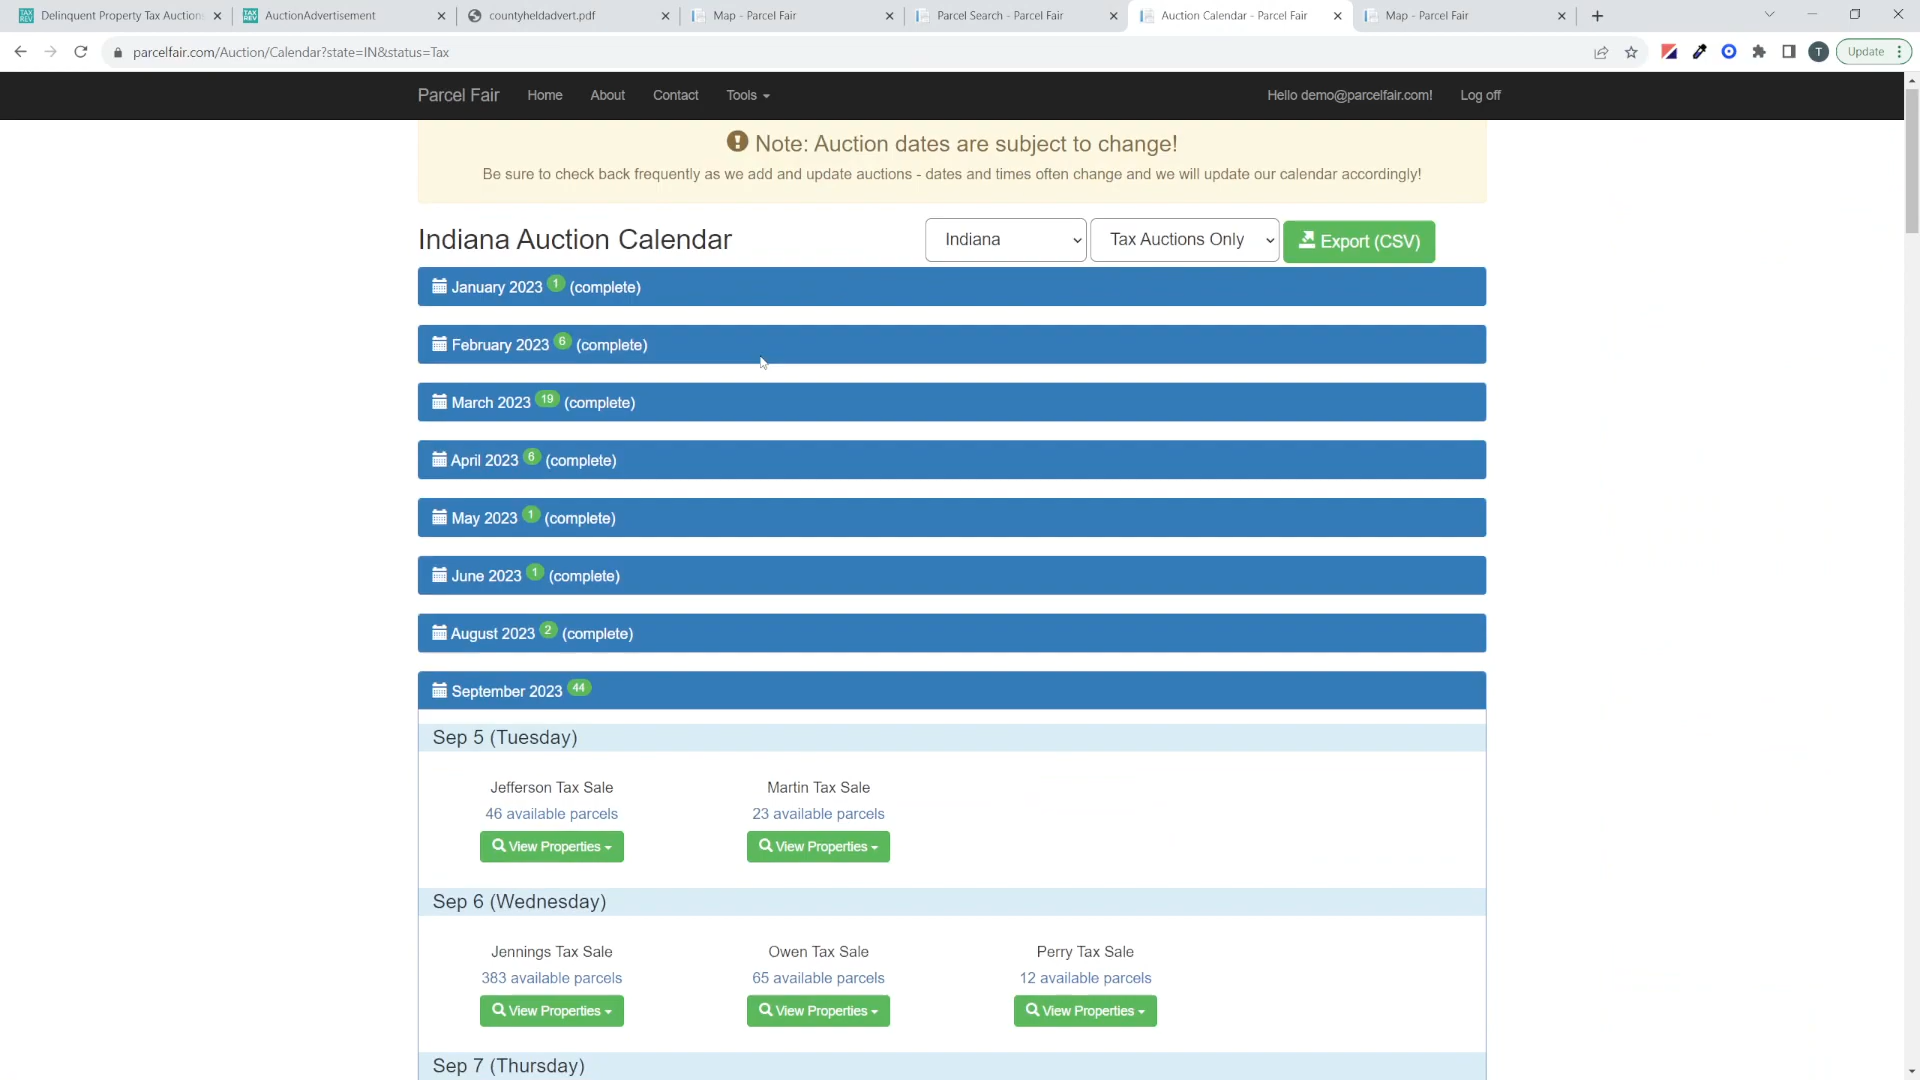 Delinquent Property Tax Auction
AuctionAdvertisement
countyheldadvert.pdf
Map - Parcel Fair
Parcel Search - Parcel Fair
Auction Calendar - Parcel Fair
Map - Parcel Fair
parcelfair.com/Auction/Calendar?state=IN&status=Tax
T
Update
Parcel Fair
Home
About
Contact
Tools
Hello demo@parcelfair.com!
Log off
Note: Auction dates are subject to change!
Be sure to check back frequently as we add and update auctions - dates and times often change and we will update our calendar accordingly!
Indiana Auction Calendar
Indiana
Tax Auctions Only
Export (CSV)
January 2023 1 (complete)
February 2023 6 (complete)
March 2023 19 (complete)
April 2023 6 (complete)
May 2023 1 (complete)
June 2023 1 (complete)
August 2023 2 (complete)
September 2023 44
Sep 5 (Tuesday)
Jefferson Tax Sale
46 available parcels
View Properties
Martin Tax Sale
23 available parcels
View Properties
Sep 6 (Wednesday)
Jennings Tax Sale
383 available parcels
View Properties
Owen Tax Sale
65 available parcels
View Properties
Perry Tax Sale
12 available parcels
View Properties
Sep 7 (Thursday)